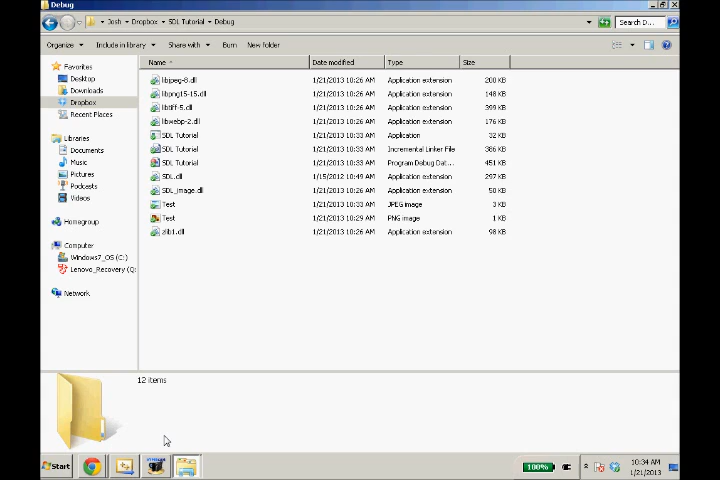 Debug
Josh ▸ Dropbox ▸ SDL Tutorial ▸ Debug
Search D...
Organize Include in library Share with Burn New folder
Name Date modified Type Size
Favorites
Desktop
Downloads
Dropbox
Recent Places
Libraries
Documents
Music
Pictures
Podcasts
Videos
Homegroup
Computer
Windows7_OS (C:)
Lenovo_Recovery (Q:
Network
libjpeg-8.dll 1/21/2013 10:26 AM Application extension 200 KB
libpng15-15.dll 1/21/2013 10:26 AM Application extension 148 KB
libtiff-5.dll 1/21/2013 10:26 AM Application extension 399 KB
libwebp-2.dll 1/21/2013 10:26 AM Application extension 176 KB
SDL Tutorial 1/21/2013 10:33 AM Application 32 KB
SDL Tutorial 1/21/2013 10:33 AM Incremental Linker File 386 KB
SDL Tutorial 1/21/2013 10:33 AM Program Debug Dat... 451 KB
SDL.dll 1/15/2012 10:49 AM Application extension 297 KB
SDL_image.dll 1/21/2013 10:26 AM Application extension 50 KB
Test 1/21/2013 10:33 AM JPEG image 3 KB
Test 1/21/2013 10:29 AM PNG image 1 KB
zlib1.dll 1/21/2013 10:26 AM Application extension 98 KB
12 items
Start
100%
10:34 AM
1/21/2013